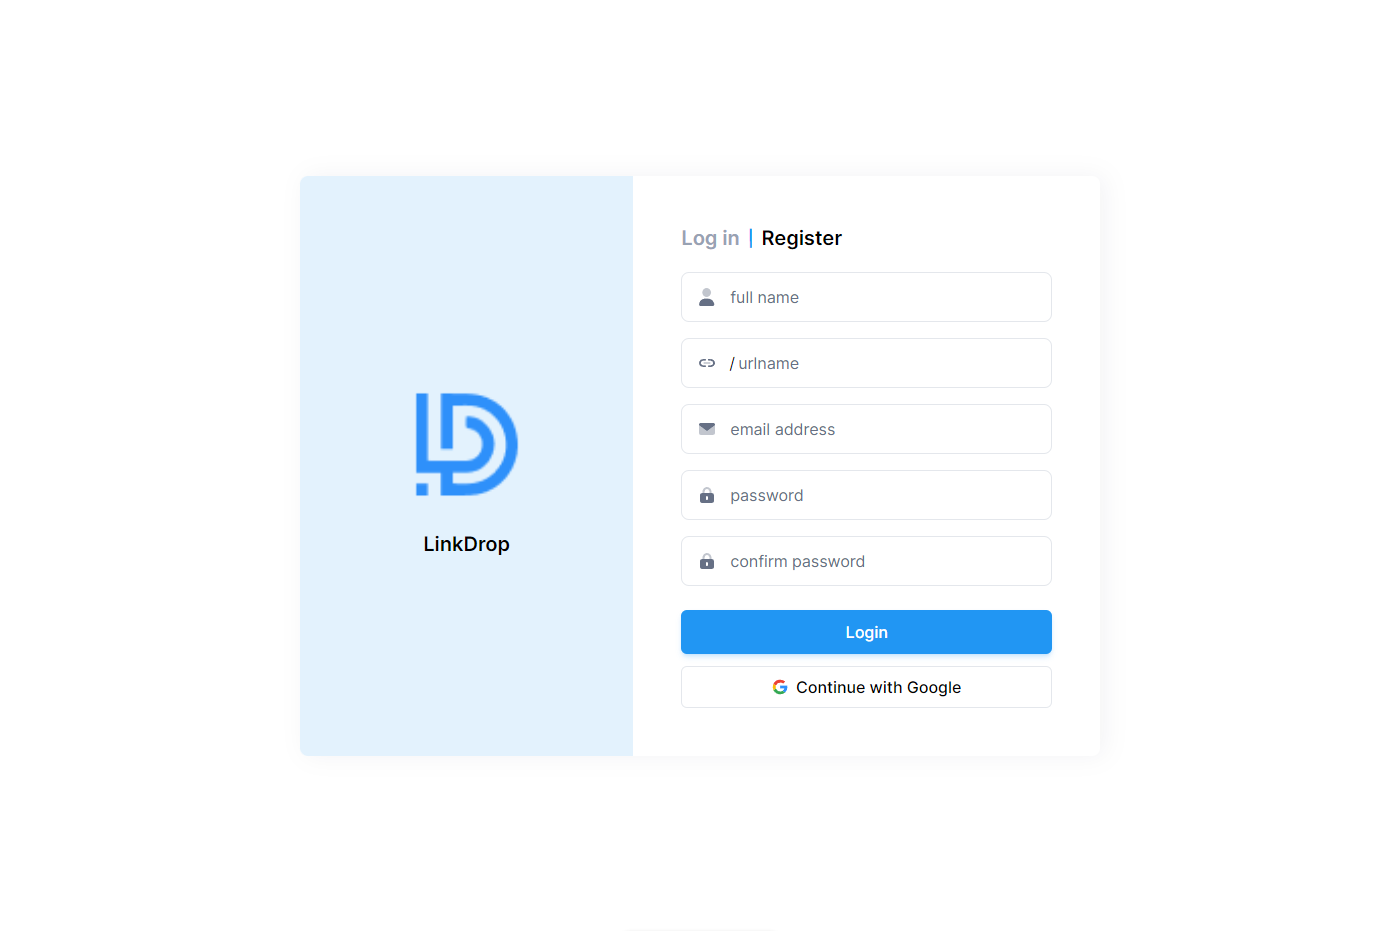 LinkDrop
Log in | Register
full name
/ urlname
email address
password
confirm password
Login
Continue with Google